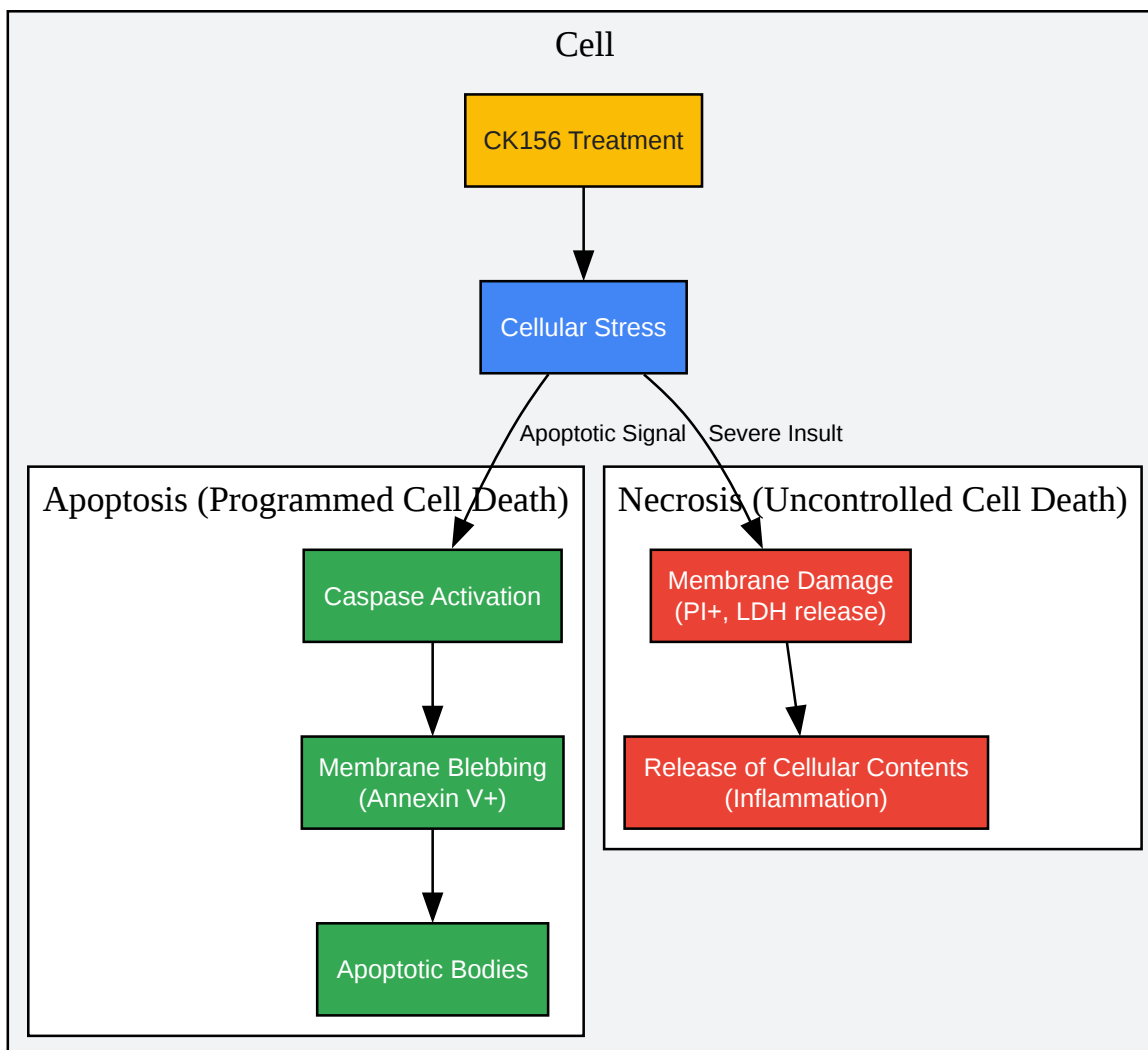 Cell
CK156 Treatment
Cellular Stress
Apoptotic Signal
Severe Insult
Apoptosis (Programmed Cell Death)
Caspase Activation
Membrane Blebbing
(Annexin V+)
Apoptotic Bodies
Necrosis (Uncontrolled Cell Death)
Membrane Damage
(PI+, LDH release)
Release of Cellular Contents
(Inflammation)